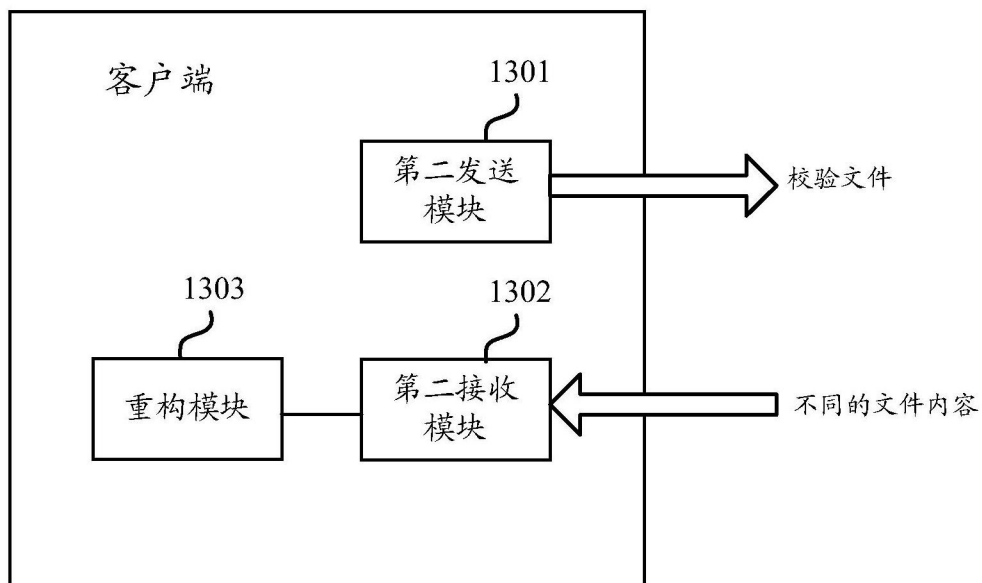 客户端
1301
第二发送
模块
校验文件
1303
1302
重构模块
第二接收
模块
不同的文件内容